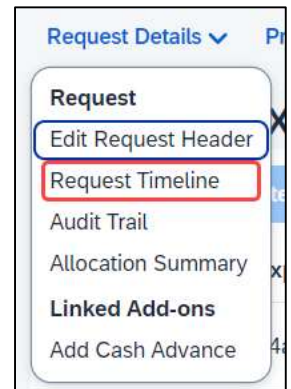 Request Details
Request
Edit Request Header
Request Timeline
Audit Trail
Allocation Summary
Linked Add-ons
Add Cash Advance